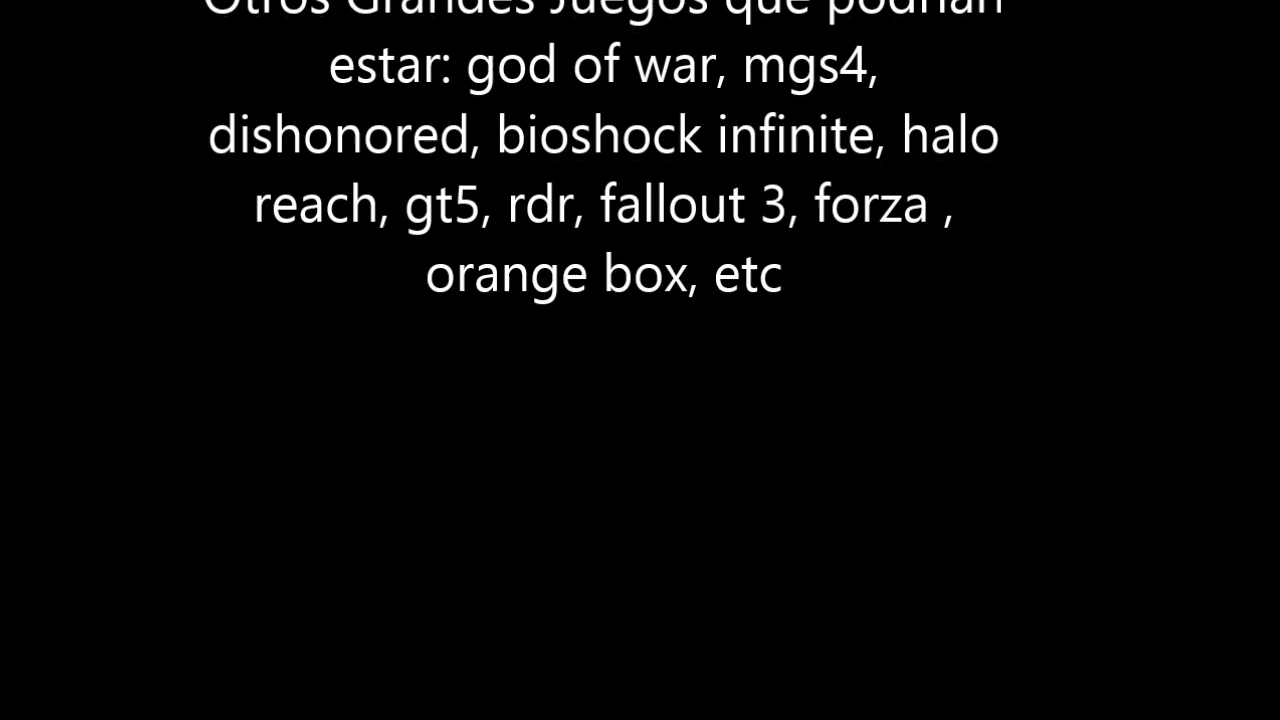 Otros Grandes Juegos que podrían
estar: god of war, mgs4,
dishonored, bioshock infinite, halo
reach, gt5, rdr, fallout 3, forza ,
orange box, etc